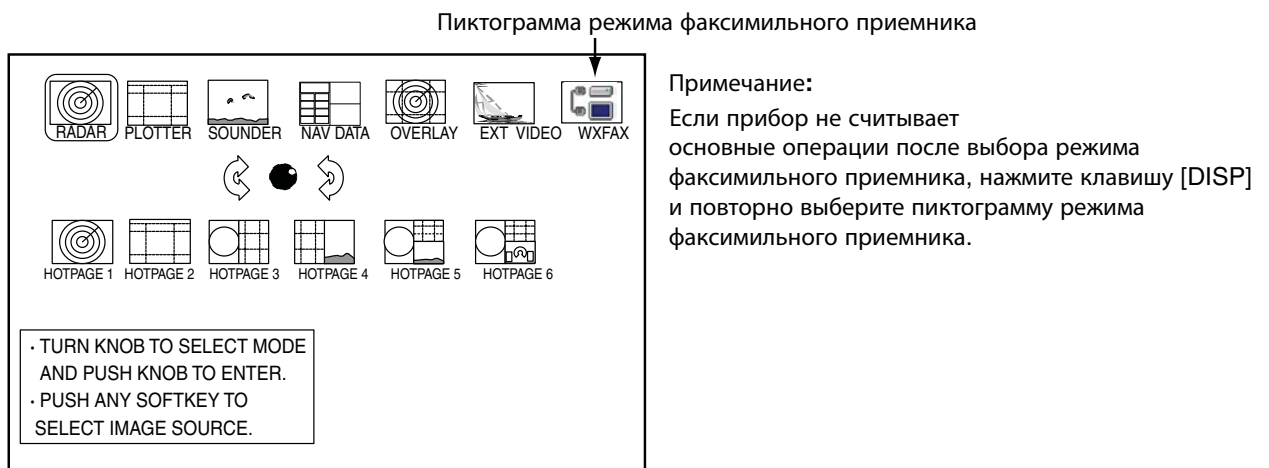 Пиктограмма режима факсимильного приемника
RADAR PLOTTER SOUNDER NAV DATA OVERLAY EXT VIDEO WXFAX
HOTPAGE 1 HOTPAGE 2 HOTPAGE 3 HOTPAGE 4 HOTPAGE 5 HOTPAGE 6
· TURN KNOB TO SELECT MODE
AND PUSH KNOB TO ENTER.
· PUSH ANY SOFTKEY TO
SELECT IMAGE SOURCE.
Примечание:
Если прибор не считывает
основные операции после выбора режима
факсимильного приемника, нажмите клавишу [DISP]
и повторно выберите пиктограмму режима
факсимильного приемника.